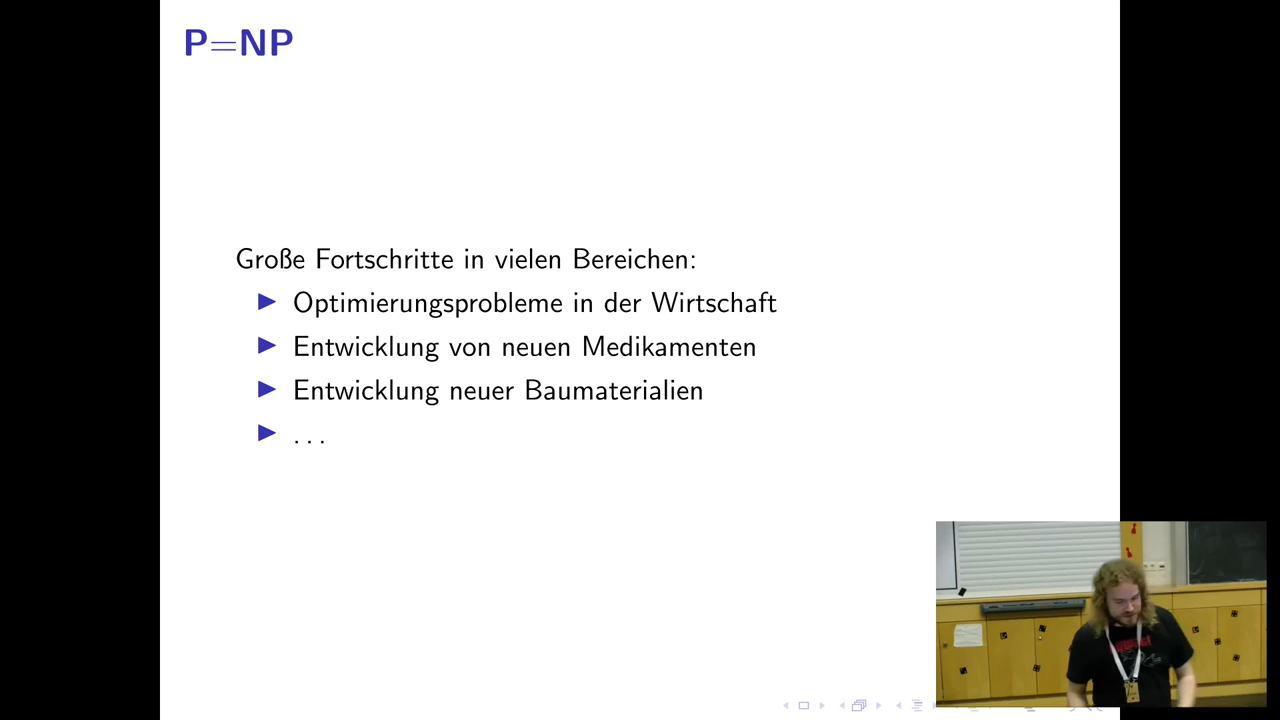 P=NP
Große Fortschritte in vielen Bereichen:
Optimierungsprobleme in der Wirtschaft
Entwicklung von neuen Medikamenten
Entwicklung neuer Baumaterialien
...